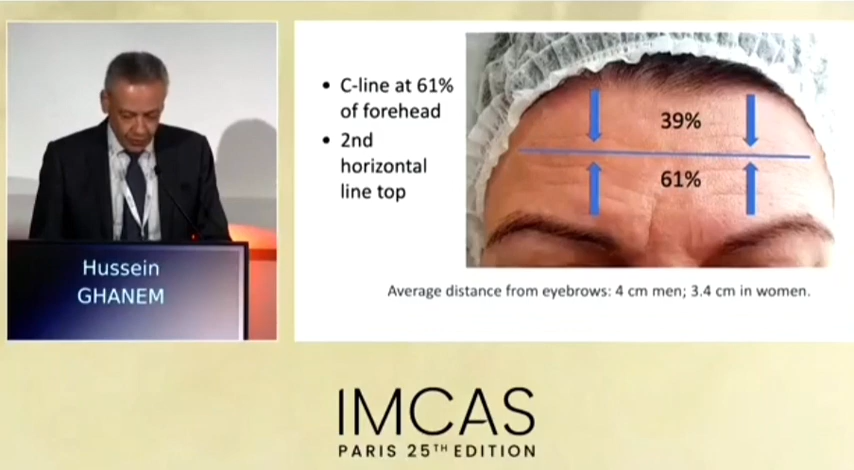 • C-line at 61%
of forehead
• 2nd
horizontal
line top
39%
61%
Average distance from eyebrows: 4 cm men; 3.4 cm in women.
Hussein
GHANEM
IMCAS
PARIS 25TH EDITION